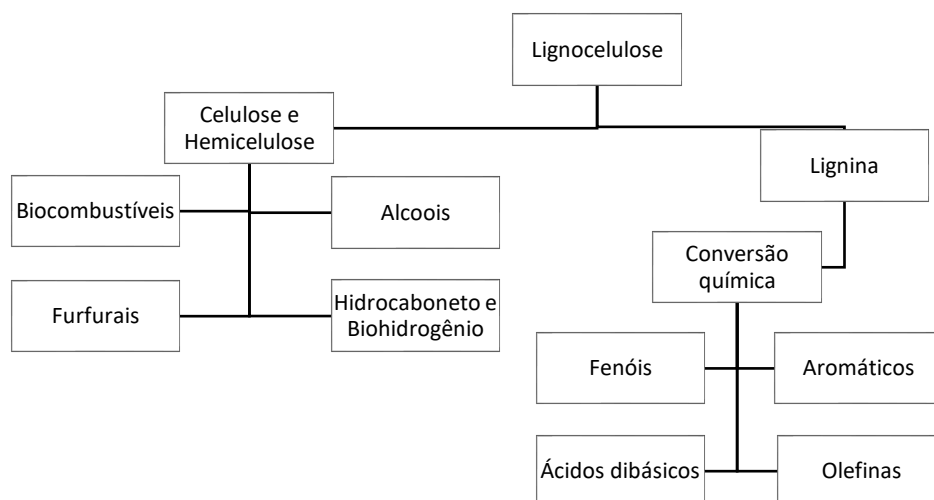 Lignocelulose
Celulose e
Hemicelulose
Lignina
Biocombustíveis
Alcoois
Furfurais
Hidrocaboneto e
Biohidrogênio
Conversão
química
Fenóis
Aromáticos
Ácidos dibásicos
Olefinas